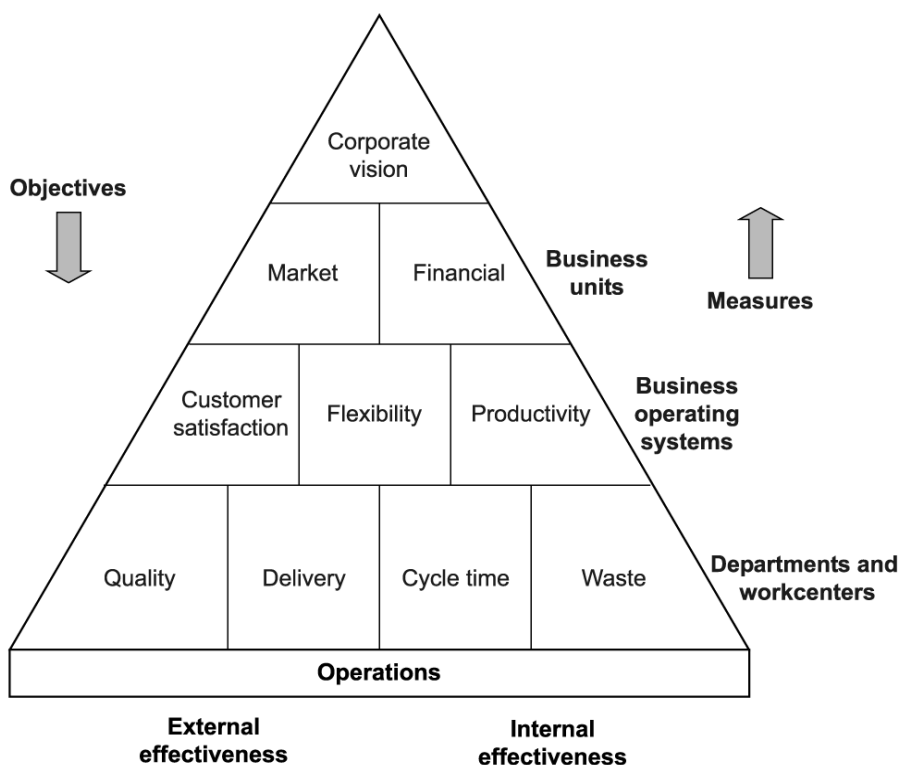 Corporate
vision
Objectives
Market
Financial
Business
units
Measures
Customer
satisfaction
Flexibility
Productivity
Business
operating
systems
Quality
Delivery
Cycle time
Waste
Departments and
workcenters
Operations
External
effectiveness
Internal
effectiveness